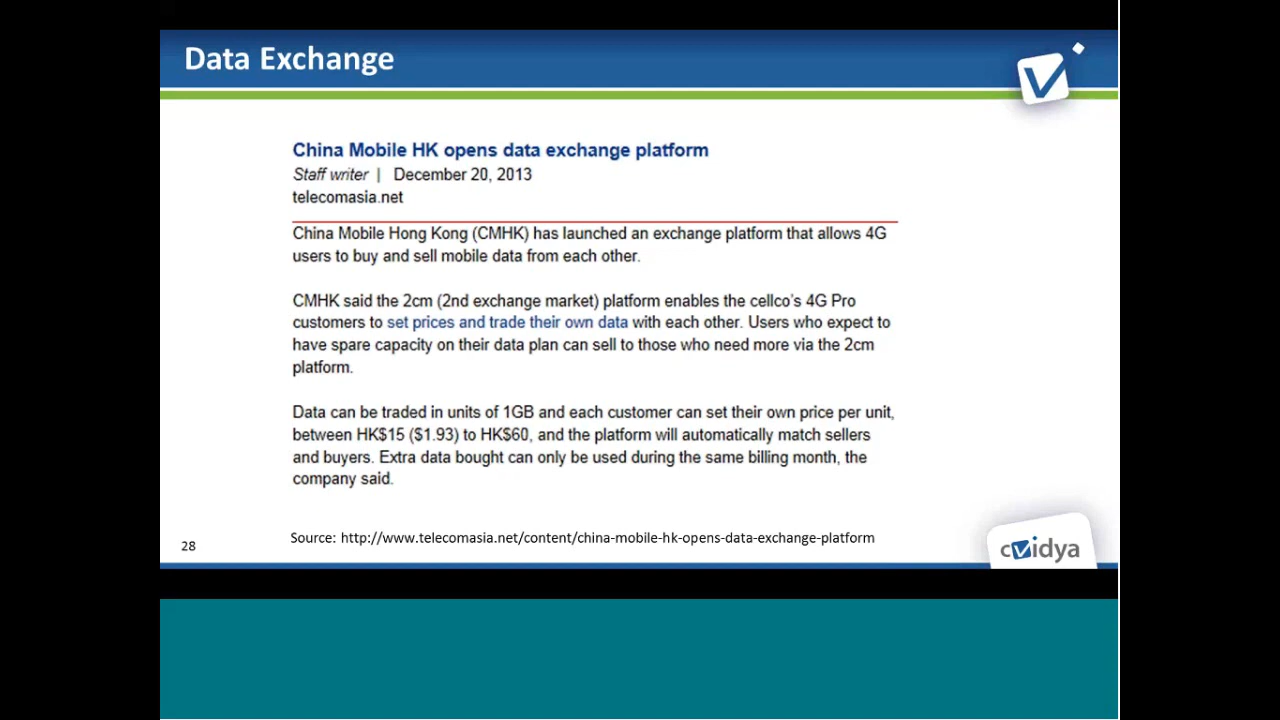 Data Exchange
China Mobile HK opens data exchange platform
Staff writer | December 20, 2013
telecomasia.net
China Mobile Hong Kong (CMHK) has launched an exchange platform that allows 4G
users to buy and sell mobile data from each other.
CMHK said the 2cm (2nd exchange market) platform enables the cellco's 4G Pro
customers to set prices and trade their own data with each other. Users who expect to
have spare capacity on their data plan can sell to those who need more via the 2cm
platform.
Data can be traded in units of 1GB and each customer can set their own price per unit,
between HK$15 ($1.93) to HK$60, and the platform will automatically match sellers
and buyers. Extra data bought can only be used during the same billing month, the
company said.
Source: http://www.telecomasia.net/content/china-mobile-hk-opens-data-exchange-platform
28
cvidya